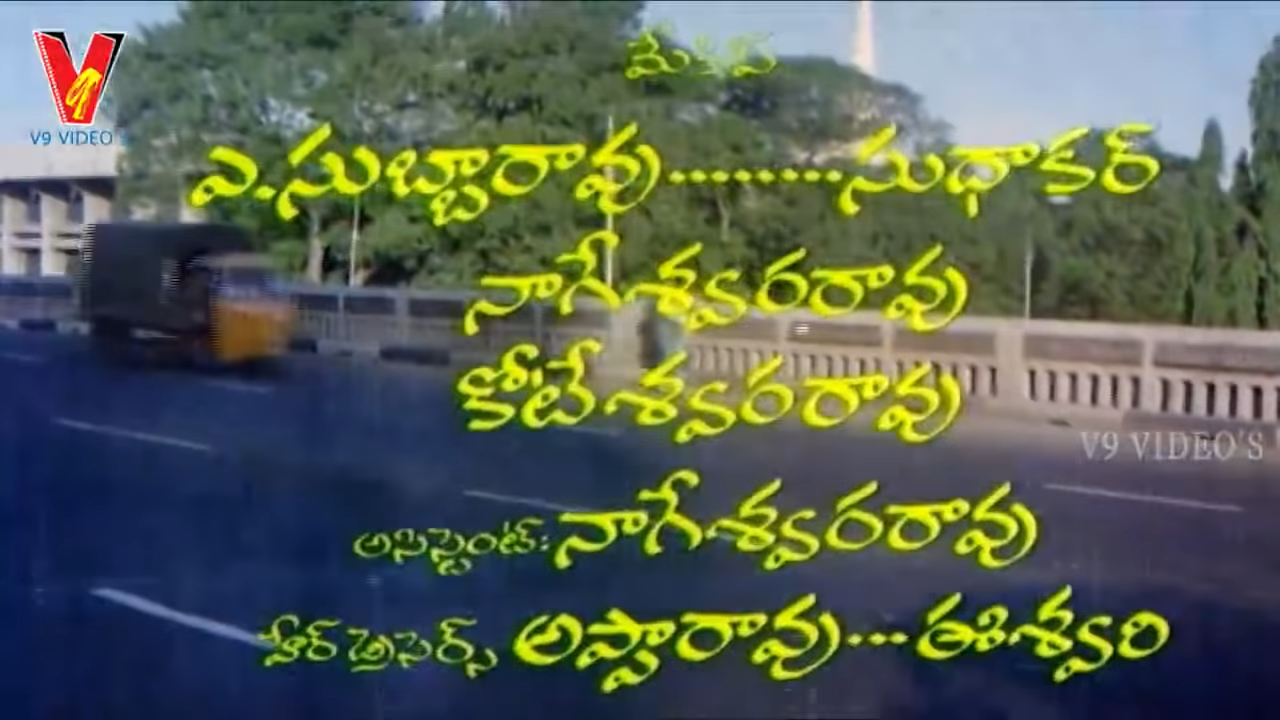 V9 VIDEO'S
మేకప్
ఎ.సుబ్బారావు........సుధాకర్
నాగేశ్వరరావు
కోటేశ్వరరావు
V9 VIDEO'S
అసిస్టెంట్: నాగేశ్వరరావు
హేర్ డ్రెసెర్స్ అప్పారావు...ఈశ్వరి